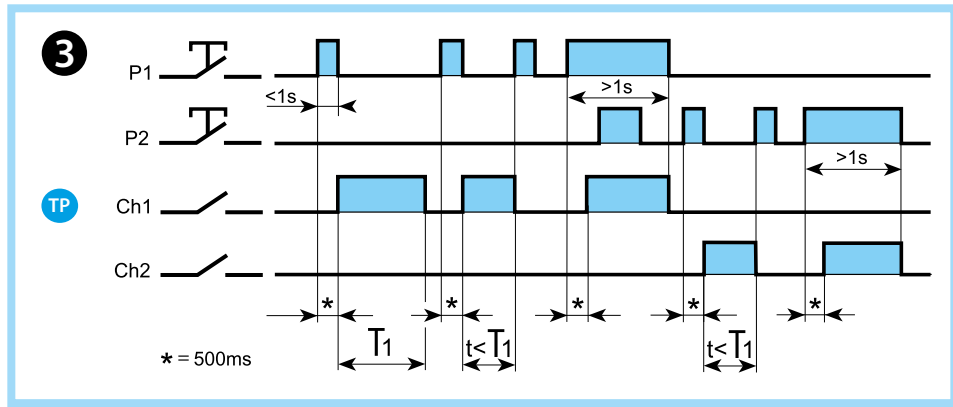 3
P1
<1s
>1s
P2
>1s
TP
Ch1
Ch2
* * * * *
T1
t<T1
t<T1
* = 500ms